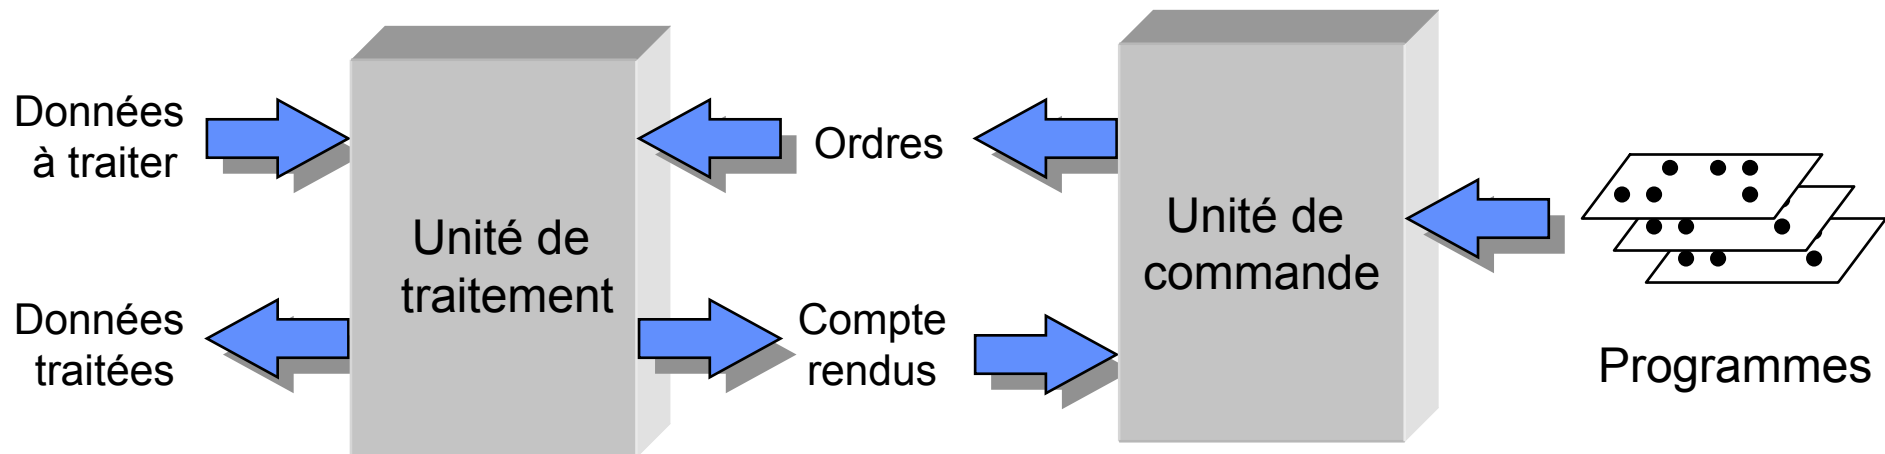 Données
à traiter
Données
traitées
Unité de
traitement
Ordres
Compte
rendus
Unité de
commande
Programmes